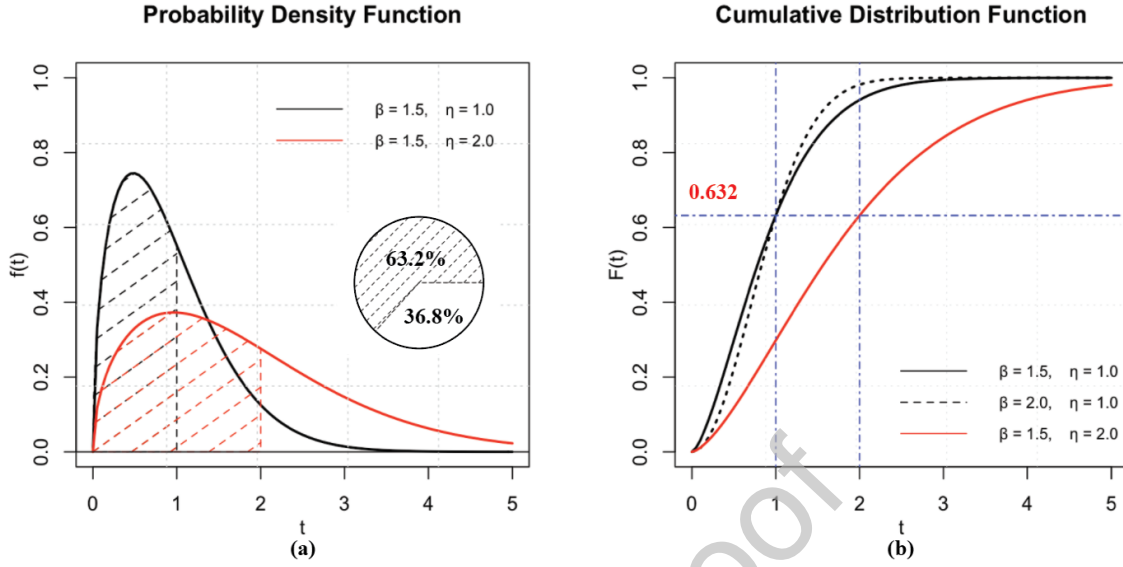 Probability Density Function
f(t)
1.0
0.8
0.6
0.4
0.2
0.0
β = 1.5, η = 1.0
β = 1.5, η = 2.0
63.2%
36.8%
0 1 2 3 4 5
t
(a)
Cumulative Distribution Function
F(t)
1.0
0.8
0.6
0.4
0.2
0.0
0.632
β = 1.5, η = 1.0
β = 2.0, η = 1.0
β = 1.5, η = 2.0
0 1 2 3 4 5
t
(b)
oof